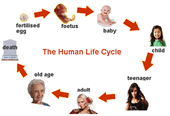 fertilised
egg
foetus
baby
child
teenager
adult
old age
death
The Human Life Cycle